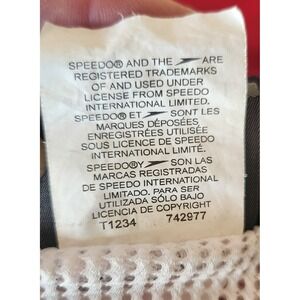 SPEEDO® AND THE ARE
REGISTERED TRADEMARKS
OF AND USED UNDER
LICENSE FROM SPEEDO
INTERNATIONAL LIMITED.
SPEEDO® ET SONT LES
MARQUES DÉPOSÉES
ENREGISTRÉES UTILISÉE
SOUS LICENCE DE SPEEDO
INTERNATIONAL LIMITÉ.
SPEEDO®Y SON LAS
MARCAS REGISTRADAS
DE SPEEDO INTERNATIONAL
LIMITADO. PARA SER
UTILIZADA SÓLO BAJO
LICENCIA DE COPYRIGHT
T1234 742977